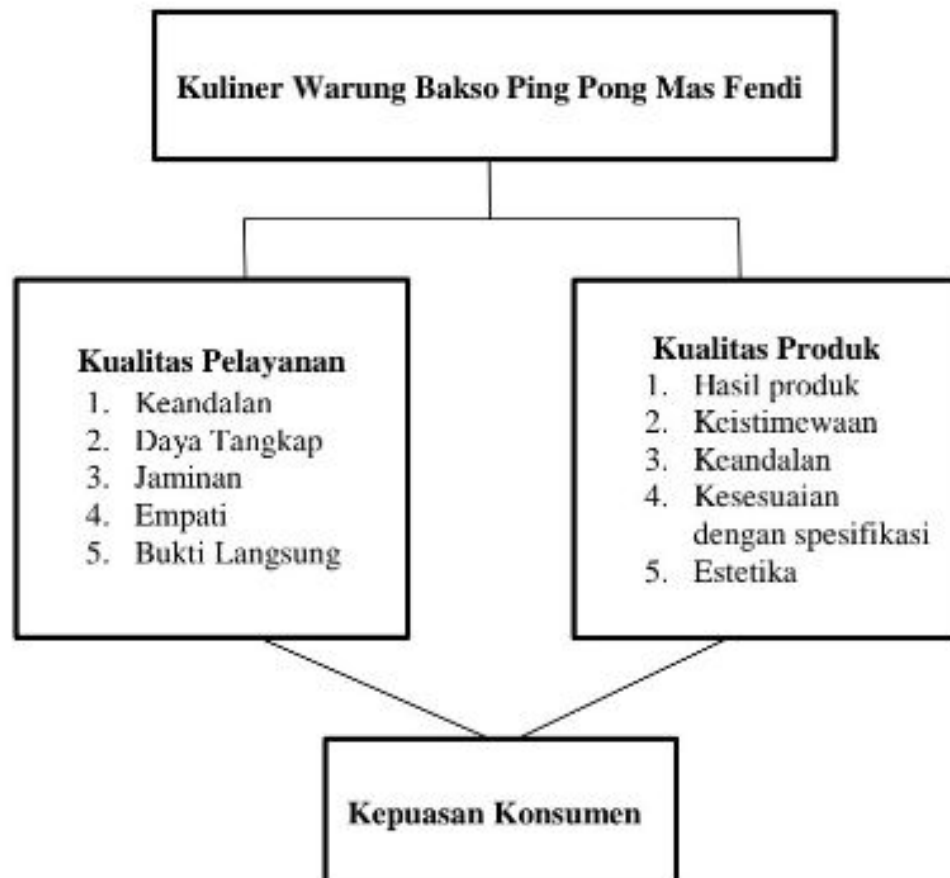 Kuliner Warung Bakso Ping Pong Mas Fendi
Kualitas Pelayanan
1. Keandalan
2. Daya Tangkap
3. Jaminan
4. Empati
5. Bukti Langsung
Kualitas Produk
1. Hasil produk
2. Keistimewaan
3. Keandalan
4. Kesesuaian
dengan spesifikasi
5. Estetika
Kepuasan Konsumen